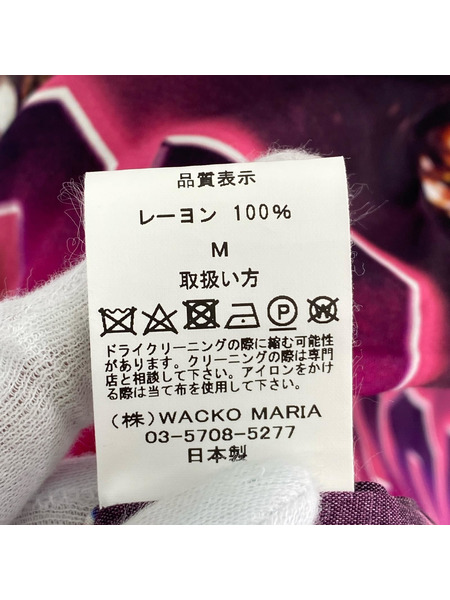 品質表示
レーヨン 100%
M
取扱い方
ドライクリーニングの際に縮む可能性
があります。クリーニングの際は専門
店と相談して下さい。アイロンをかけ
る際は当て布を使用して下さい。
(株)WACKO MARIA
03-5708-5277
日本製